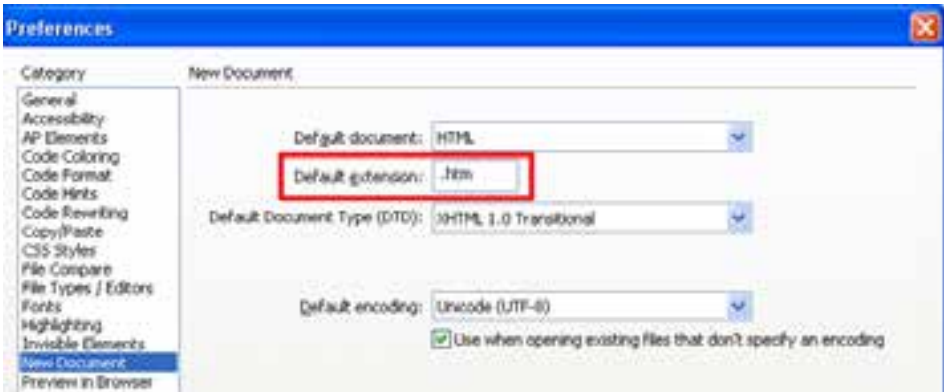 Preferences
Category
General
Accessibility
AP Elements
Code Coloring
Code Format
Code Hints
Code Rewriting
Copy/Paste
CSS Styles
File Compare
File Types / Editors
Fonts
Highlighting
Invisible Elements
New Document
Preview in Browser
New Document
Default document: HTML
Default extension: .htm
Default Document Type (DTD): XHTML 1.0 Transitional
Default encoding: Unicode (UTF-8)
Use when opening existing files that don't specify an encoding